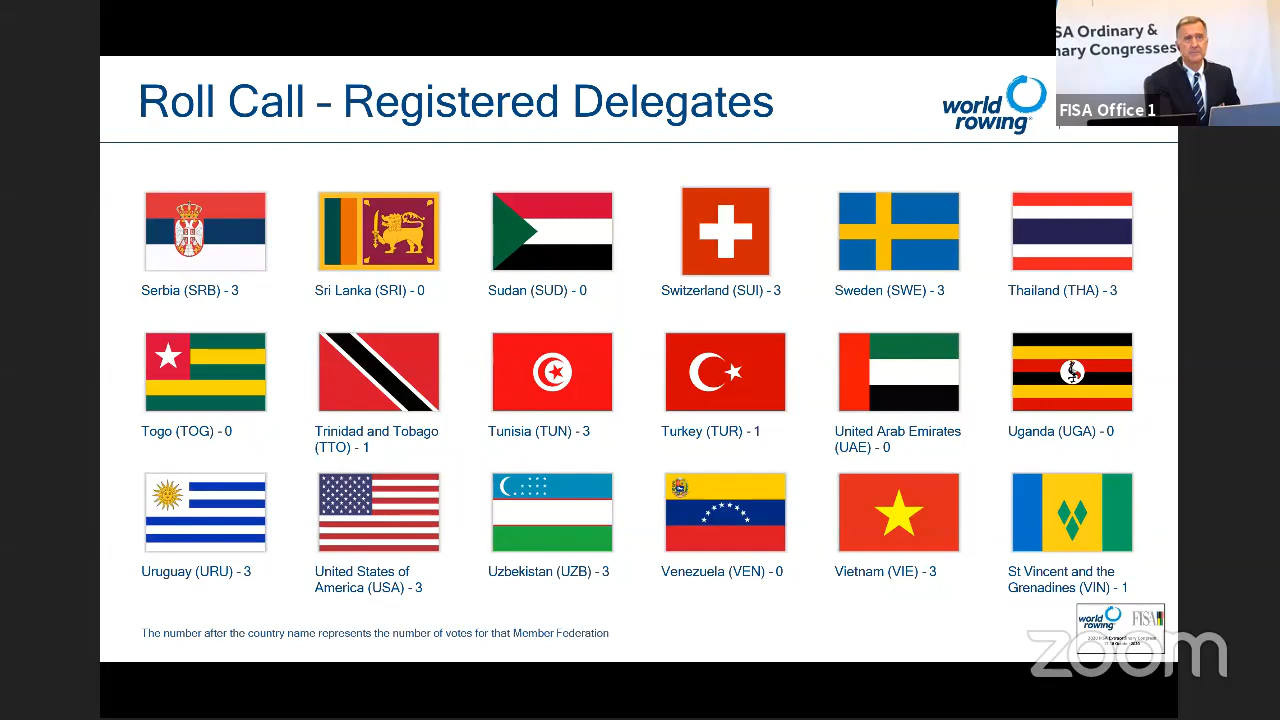 SA Ordinary &
nary Congresses
FISA Office 1
Roll Call – Registered Delegates
world
rowing
Serbia (SRB) - 3
Sri Lanka (SRI) - 0
Sudan (SUD) - 0
Switzerland (SUI) - 3
Sweden (SWE) - 3
Thailand (THA) - 3
Togo (TOG) - 0
Trinidad and Tobago
(TTO) - 1
Tunisia (TUN) - 3
Turkey (TUR) - 1
United Arab Emirates
(UAE) - 0
Uganda (UGA) - 0
Uruguay (URU) - 3
United States of
America (USA) - 3
Uzbekistan (UZB) - 3
Venezuela (VEN) - 0
Vietnam (VIE) - 3
St Vincent and the
Grenadines (VIN) - 1
The number after the country name represents the number of votes for that Member Federation
world
rowing
FISA
2020 FISA Extraordinary Congress
zoom